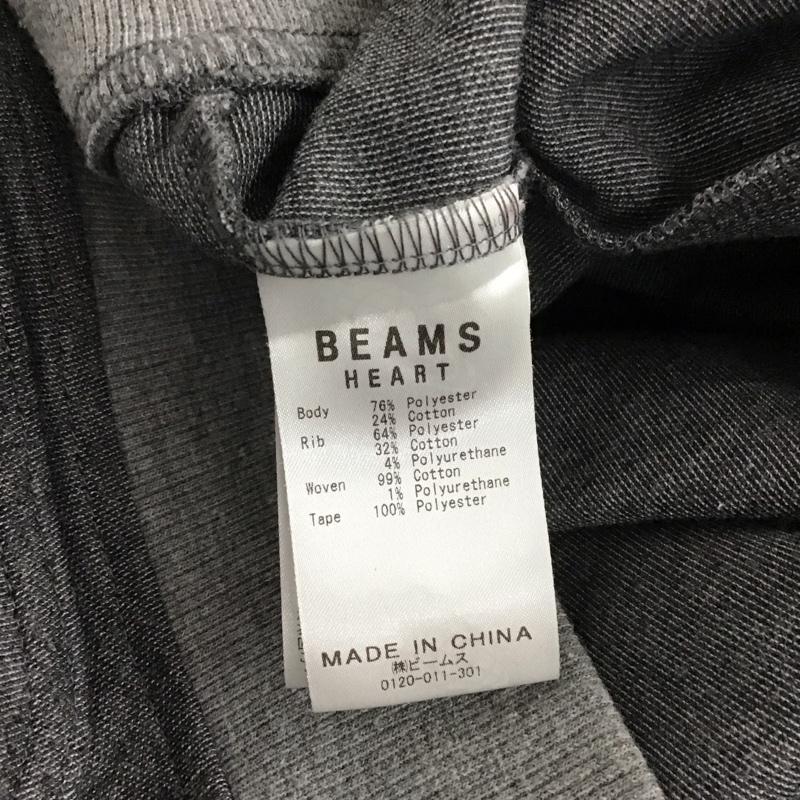 BEAMS
HEART
Body 76% Polyester
24% Cotton
Rib 64% Polyester
32% Cotton
4% Polyurethane
Woven 99% Cotton
1% Polyurethane
Tape 100% Polyester
MADE IN CHINA
㈱ビームス
0120-011-301